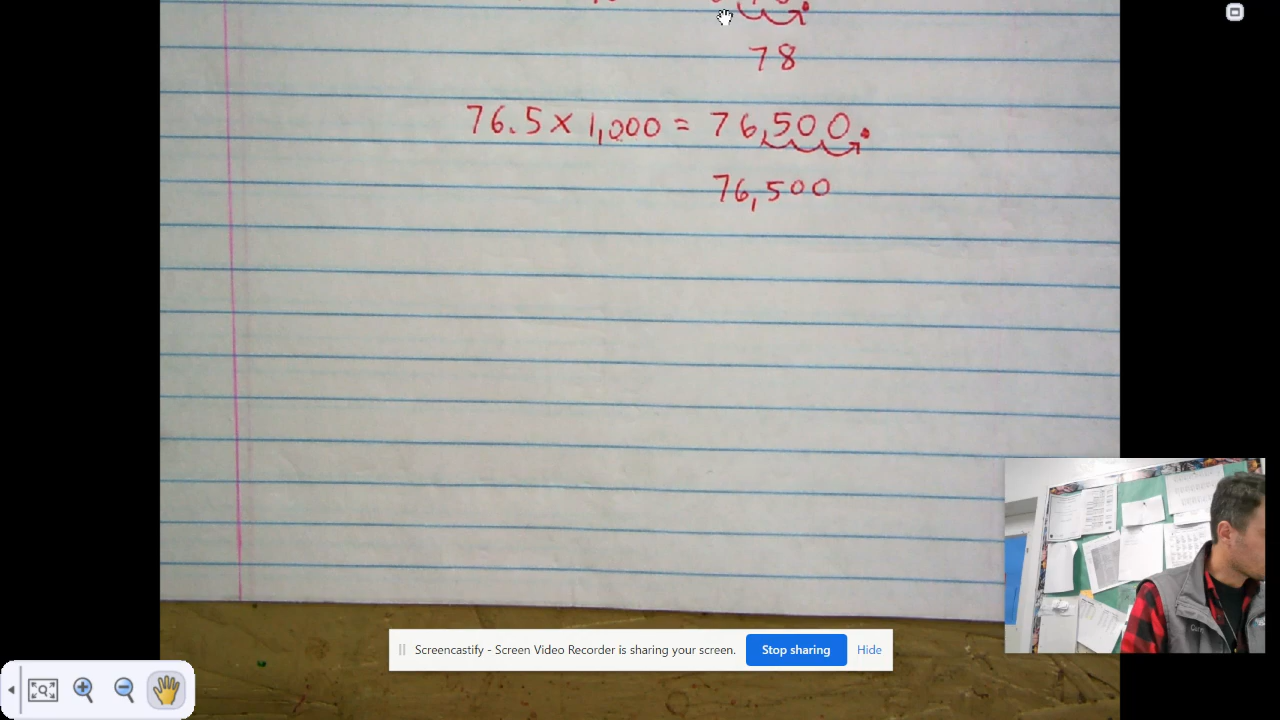 78
76.5 × 1,000 = 76,500.
76,500
Screencastify - Screen Video Recorder is sharing your screen.
Stop sharing
Hide